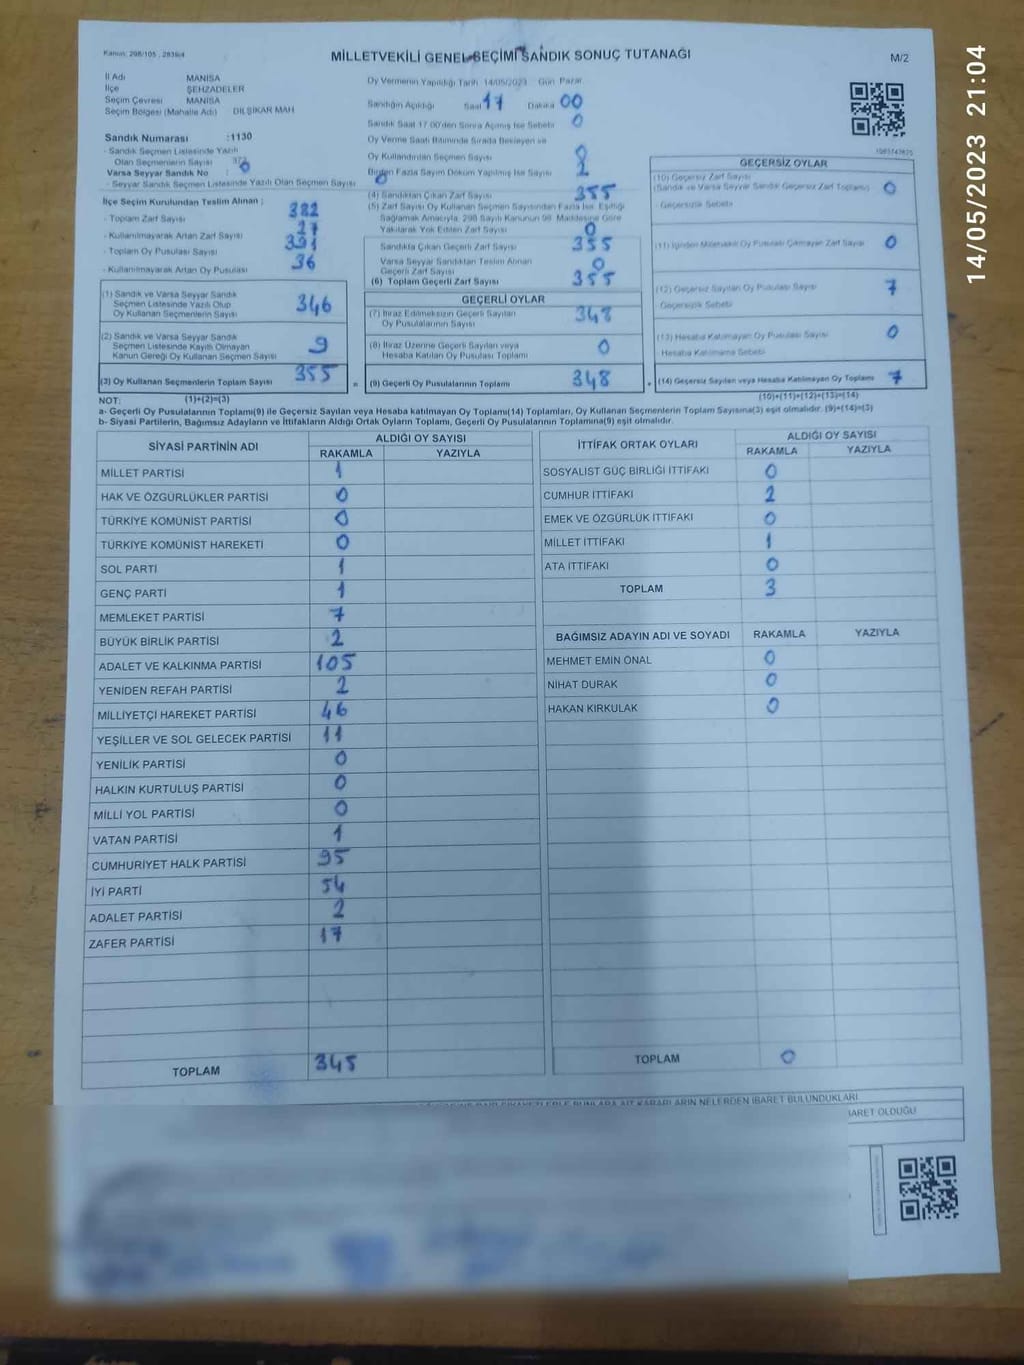 Kanun: 298/105 , 2839/4
MİLLETVEKİLİ GENEL SEÇİMİ SANDIK SONUÇ TUTANAĞI
M/2
İl Adı MANİSA
İlçe ŞEHZADELER
Seçim Çevresi MANİSA
Seçim Bölgesi (Mahalle Adı) DİLŞİKAR MAH
Sandık Numarası :1130
- Sandık Seçmen Listesinde Yazılı
Olan Seçmenlerin Sayısı
Varsa Seyyar Sandık No : 0
- Seyyar Sandık Seçmen Listesinde Yazılı Olan Seçmen Sayısı 0
İlçe Seçim Kurulundan Teslim Alınan ;
- Toplam Zarf Sayısı 382
- Kullanılmayarak Artan Zarf Sayısı 27
- Toplam Oy Pusulası Sayısı 391
- Kullanılmayarak Artan Oy Pusulası 36
Oy Vermenin Yapıldığı Tarih 14/05/2023 Gün Pazar
Sandığın Açıldığı Saat 17 Dakika 00
Sandık Saat 17:00'den Sonra Açılmış İse Sebebi 0
Oy Verme Saati Bitiminde Sırada Bekleyen ve
Oy Kullandırılan Seçmen Sayısı 0
Birden Fazla Sayım Döküm Yapılmış İse Sayısı
(4) Sandıktan Çıkan Zarf Sayısı 355
(5) Zarf Sayısı Oy Kullanan Seçmen Sayısından Fazla İse, Eşitliği
Sağlamak Amacıyla, 298 Sayılı Kanunun 98. Maddesine Göre
Yakılarak Yok Edilen Zarf Sayısı 0
Sandıkta Çıkan Geçerli Zarf Sayısı 355
Varsa Seyyar Sandıktan Teslim Alınan
Geçerli Zarf Sayısı 0
(6) Toplam Geçerli Zarf Sayısı 355
GEÇERSİZ OYLAR
(10) Geçersiz Zarf Sayısı
(Sandık ve Varsa Seyyar Sandık Geçersiz Zarf Toplamı) 0
- Geçersizlik Sebebi
(11) İçinden Milletvekili Oy Pusulası Çıkmayan Zarf Sayısı 0
(12) Geçersiz Sayılan Oy Pusulası Sayısı 7
Geçersizlik Sebebi
(13) Hesaba Katılmayan Oy Pusulası Sayısı 0
Hesaba Katılmama Sebebi
(14) Geçersiz Sayılan veya Hesaba Katılmayan Oy Toplamı 7
(10)+(11)+(12)+(13)=(14)
(1) Sandık ve Varsa Seyyar Sandık
Seçmen Listesinde Yazılı Olup
Oy Kullanan Seçmenlerin Sayısı 346
(2) Sandık ve Varsa Seyyar Sandık
Seçmen Listesinde Kayıtlı Olmayan
Kanun Gereği Oy Kullanan Seçmen Sayısı 9
(3) Oy Kullanan Seçmenlerin Toplam Sayısı 355
GEÇERLİ OYLAR
(7) İtiraz Edilmeksizin Geçerli Sayılan
Oy Pusulalarının Sayısı 348
(8) İtiraz Üzerine Geçerli Sayılan veya
Hesaba Katılan Oy Pusulası Toplamı 0
= (9) Geçerli Oy Pusulalarının Toplamı 348 +
NOT: (1)+(2)=(3)
a- Geçerli Oy Pusulalarının Toplamı(9) ile Geçersiz Sayılan veya Hesaba katılmayan Oy Toplamı(14) Toplamları, Oy Kullanan Seçmenlerin Toplam Sayısına(3) eşit olmalıdır. (9)+(14)=(3)
b- Siyasi Partilerin, Bağımsız Adayların ve İttifakların Aldığı Ortak Oyların Toplamı, Geçerli Oy Pusulalarının Toplamına(9) eşit olmalıdır.
SİYASİ PARTİNİN ADI ALDIĞI OY SAYISI
RAKAMLA YAZIYLA
MİLLET PARTİSİ 1
HAK VE ÖZGÜRLÜKLER PARTİSİ 0
TÜRKİYE KOMÜNİST PARTİSİ 0
TÜRKİYE KOMÜNİST HAREKETİ 0
SOL PARTİ 1
GENÇ PARTİ 1
MEMLEKET PARTİSİ 7
BÜYÜK BİRLİK PARTİSİ 2
ADALET VE KALKINMA PARTİSİ 105
YENİDEN REFAH PARTİSİ 2
MİLLİYETÇİ HAREKET PARTİSİ 46
YEŞİLLER VE SOL GELECEK PARTİSİ 11
YENİLİK PARTİSİ 0
HALKIN KURTULUŞ PARTİSİ 0
MİLLİ YOL PARTİSİ 0
VATAN PARTİSİ 1
CUMHURİYET HALK PARTİSİ 95
İYİ PARTİ 54
ADALET PARTİSİ 2
ZAFER PARTİSİ 17
TOPLAM 345
İTTİFAK ORTAK OYLARI ALDIĞI OY SAYISI
RAKAMLA YAZIYLA
SOSYALİST GÜÇ BİRLİĞİ İTTİFAKI 0
CUMHUR İTTİFAKI 2
EMEK VE ÖZGÜRLÜK İTTİFAKI 0
MİLLET İTTİFAKI 1
ATA İTTİFAKI 0
TOPLAM 3
BAĞIMSIZ ADAYIN ADI VE SOYADI RAKAMLA YAZIYLA
MEHMET EMİN ÖNAL 0
NİHAT DURAK 0
HAKAN KIRKULAK 0
TOPLAM 0
KARARLARIN NELERDEN İBARET BULUNDUKLARI
İBARET OLDUĞU
14/05/2023 21:04